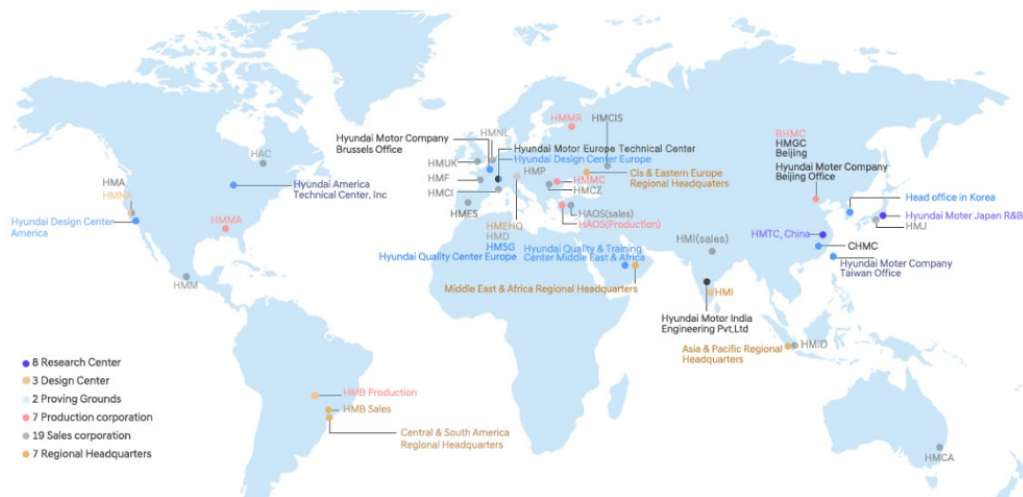 HMMR
HMCIS
Hyundai Motor Company
Brussels Office
HMNL
Hyundai Motor Europe Technical Center
Hyundai Design Center Europe
HMUK
HMP
HMF
HMMC
HMCZ
HMCI
HMES
Cis & Eastern Europe
Regional Headquaters
HAOS(sales)
HAOS(Production)
HMEHQ
HMD
HMSG
Hyundai Quality Center Europe
Hyundai Quality & Training
Center Middle East & Africa
Middle East & Africa Regional Headquarters
HAC
HMA
HMNA
Hyundai Design Center
America
Hyundai America
Technical Center, Inc
HMMA
HMM
BHMC
HMGC
Beijing
Hyundai Moter Company
Beijing Office
Head office in Korea
Hyundai Moter Japan R&B
HMJ
HMTC, China
CHMC
Hyundai Moter Company
Taiwan Office
HMI(sales)
HMI
Hyundai Motor India
Engineering Pvt,Ltd
Asia & Pacific Regional
Headquarters
HMID
HMCA
HMB Production
HMB Sales
Central & South America
Regional Headquarters
8 Research Center
3 Design Center
2 Proving Grounds
7 Production corporation
19 Sales corporation
7 Regional Headquarters